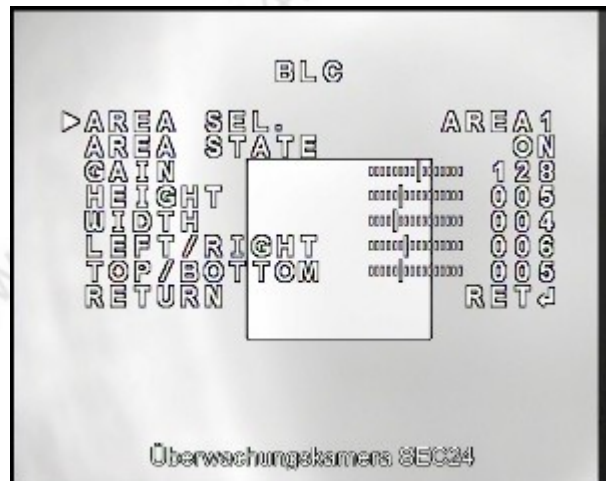 BLC
▷AREA SEL. AREA1
AREA STATE ON
GAIN 128
HEIGHT 005
WIDTH 004
LEFT/RIGHT 006
TOP/BOTTOM 005
RETURN RET↲
Überwachungskamera SEC24